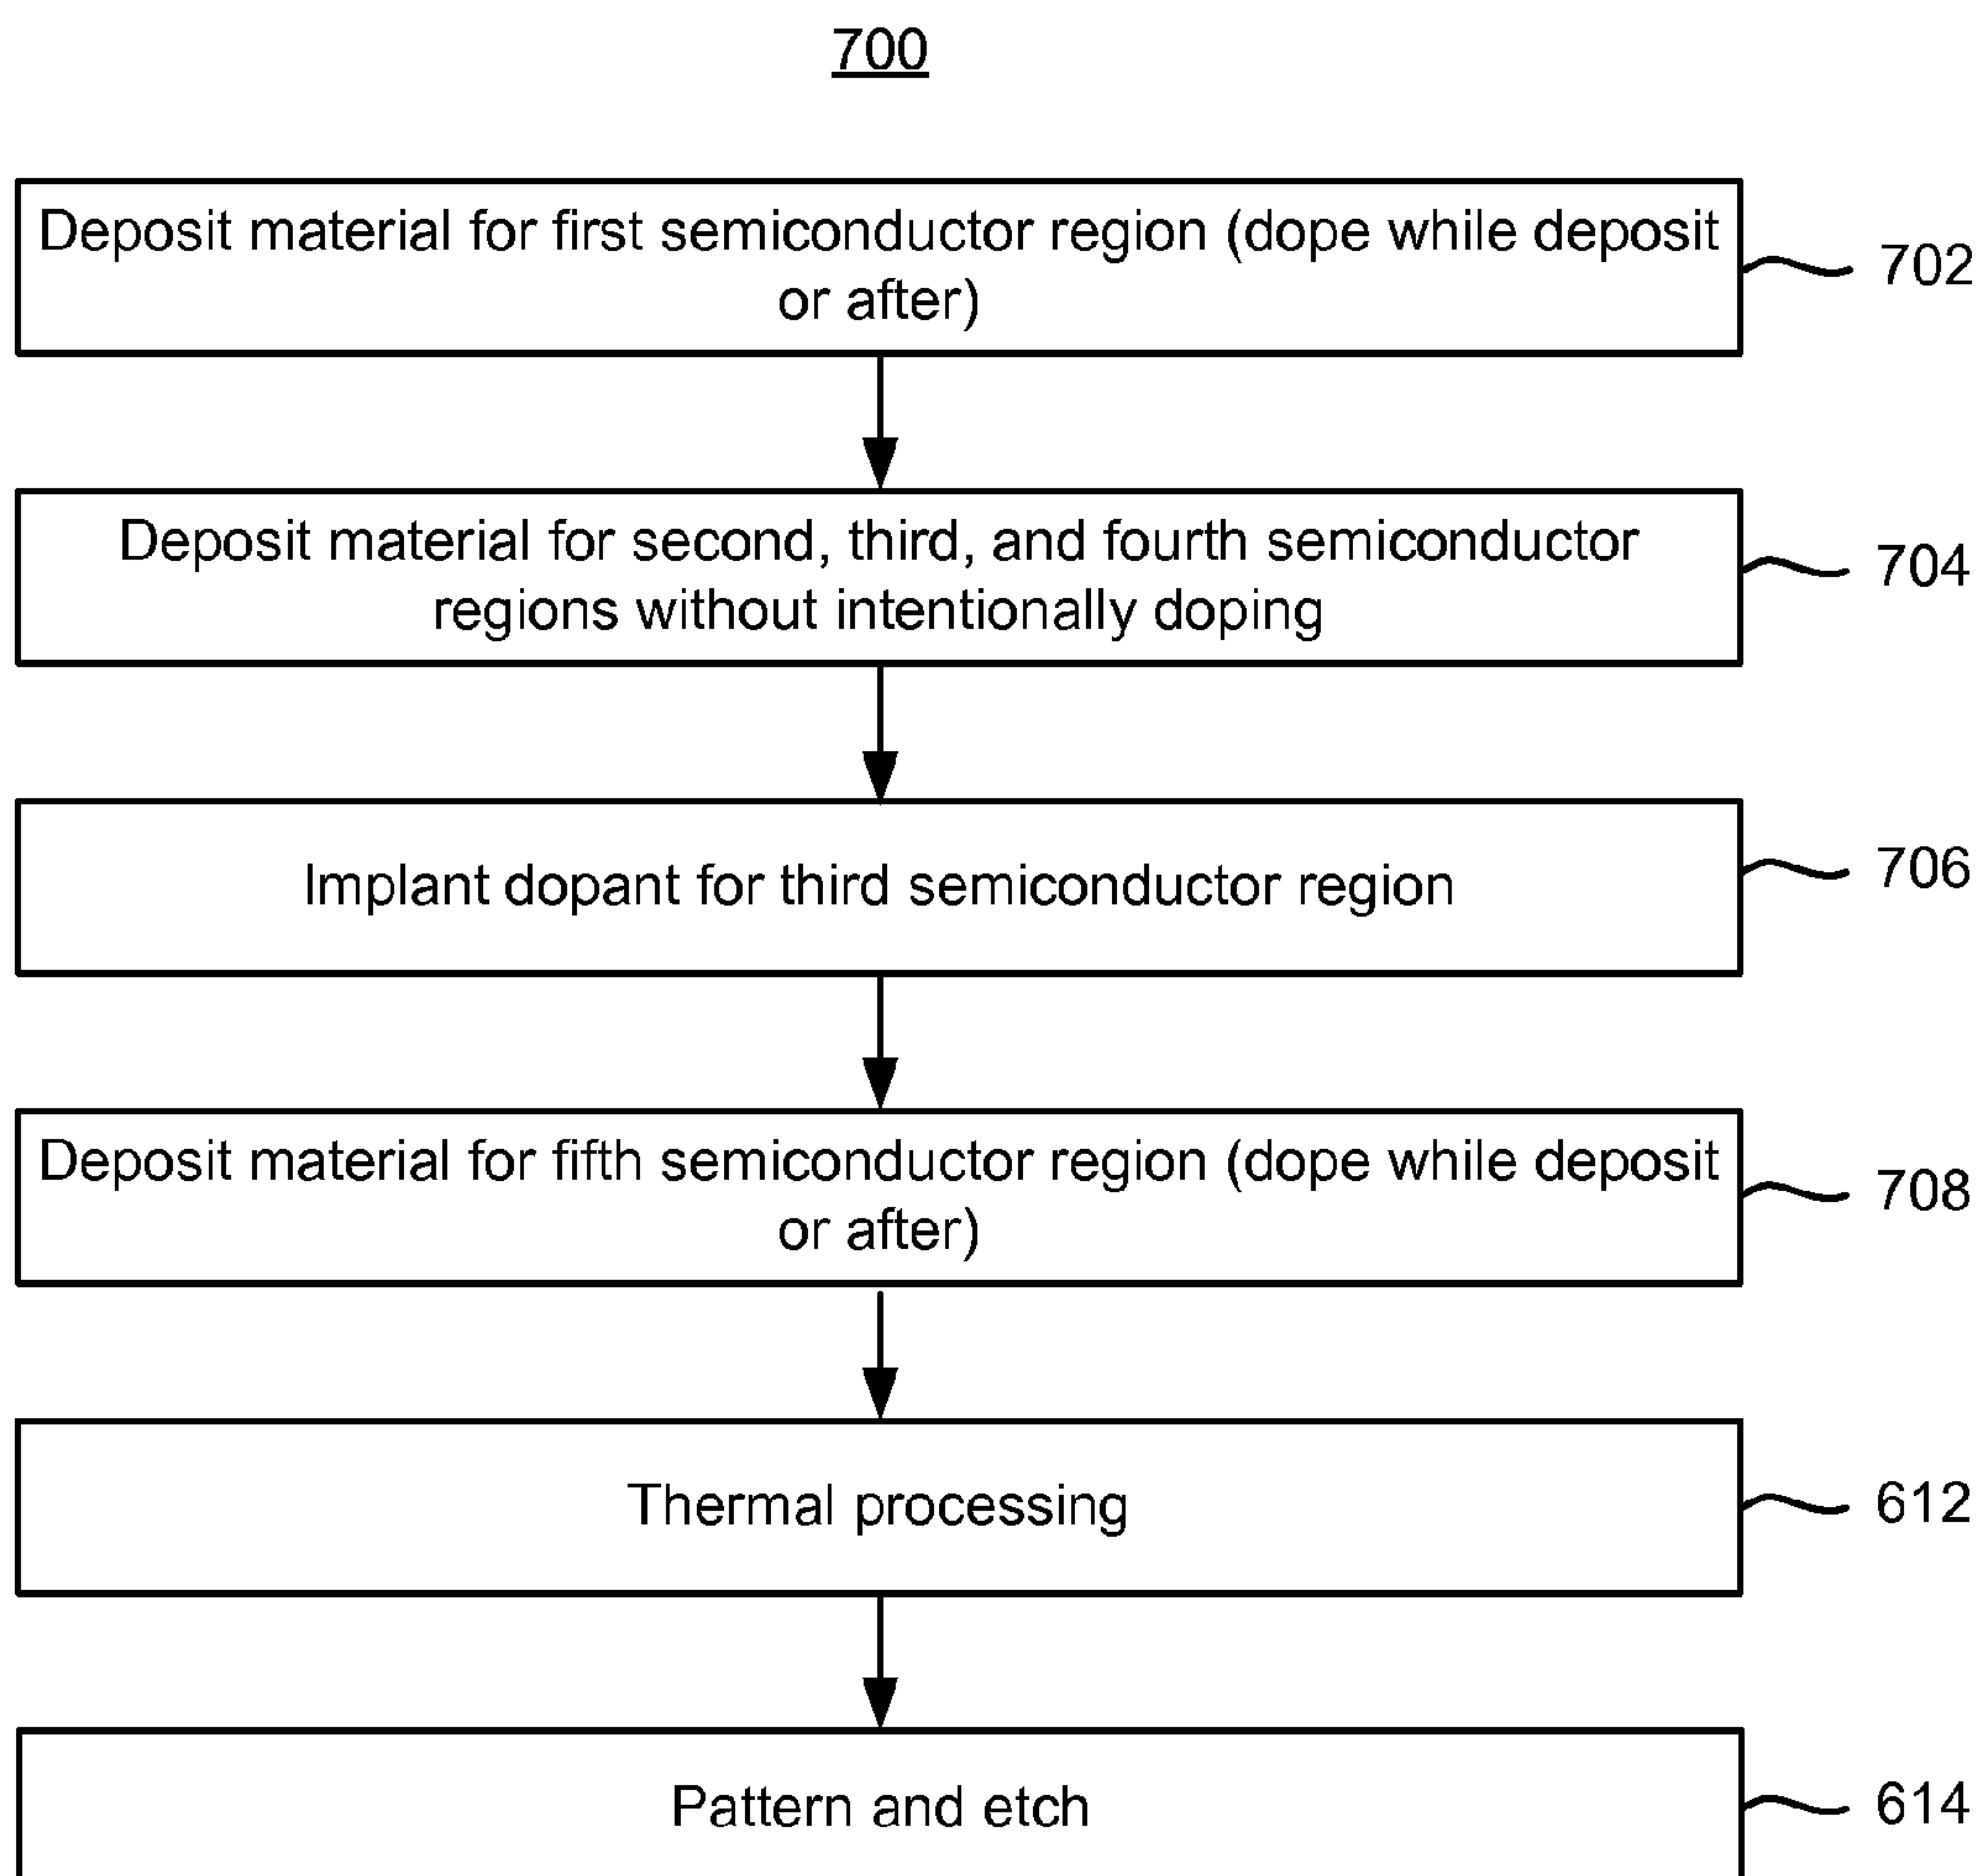 700
Deposit material for first semiconductor region (dope while deposit
or after)
702
Deposit material for second, third, and fourth semiconductor
regions without intentionally doping
704
Implant dopant for third semiconductor region
706
Deposit material for fifth semiconductor region (dope while deposit
or after)
708
Thermal processing
612
Pattern and etch
614